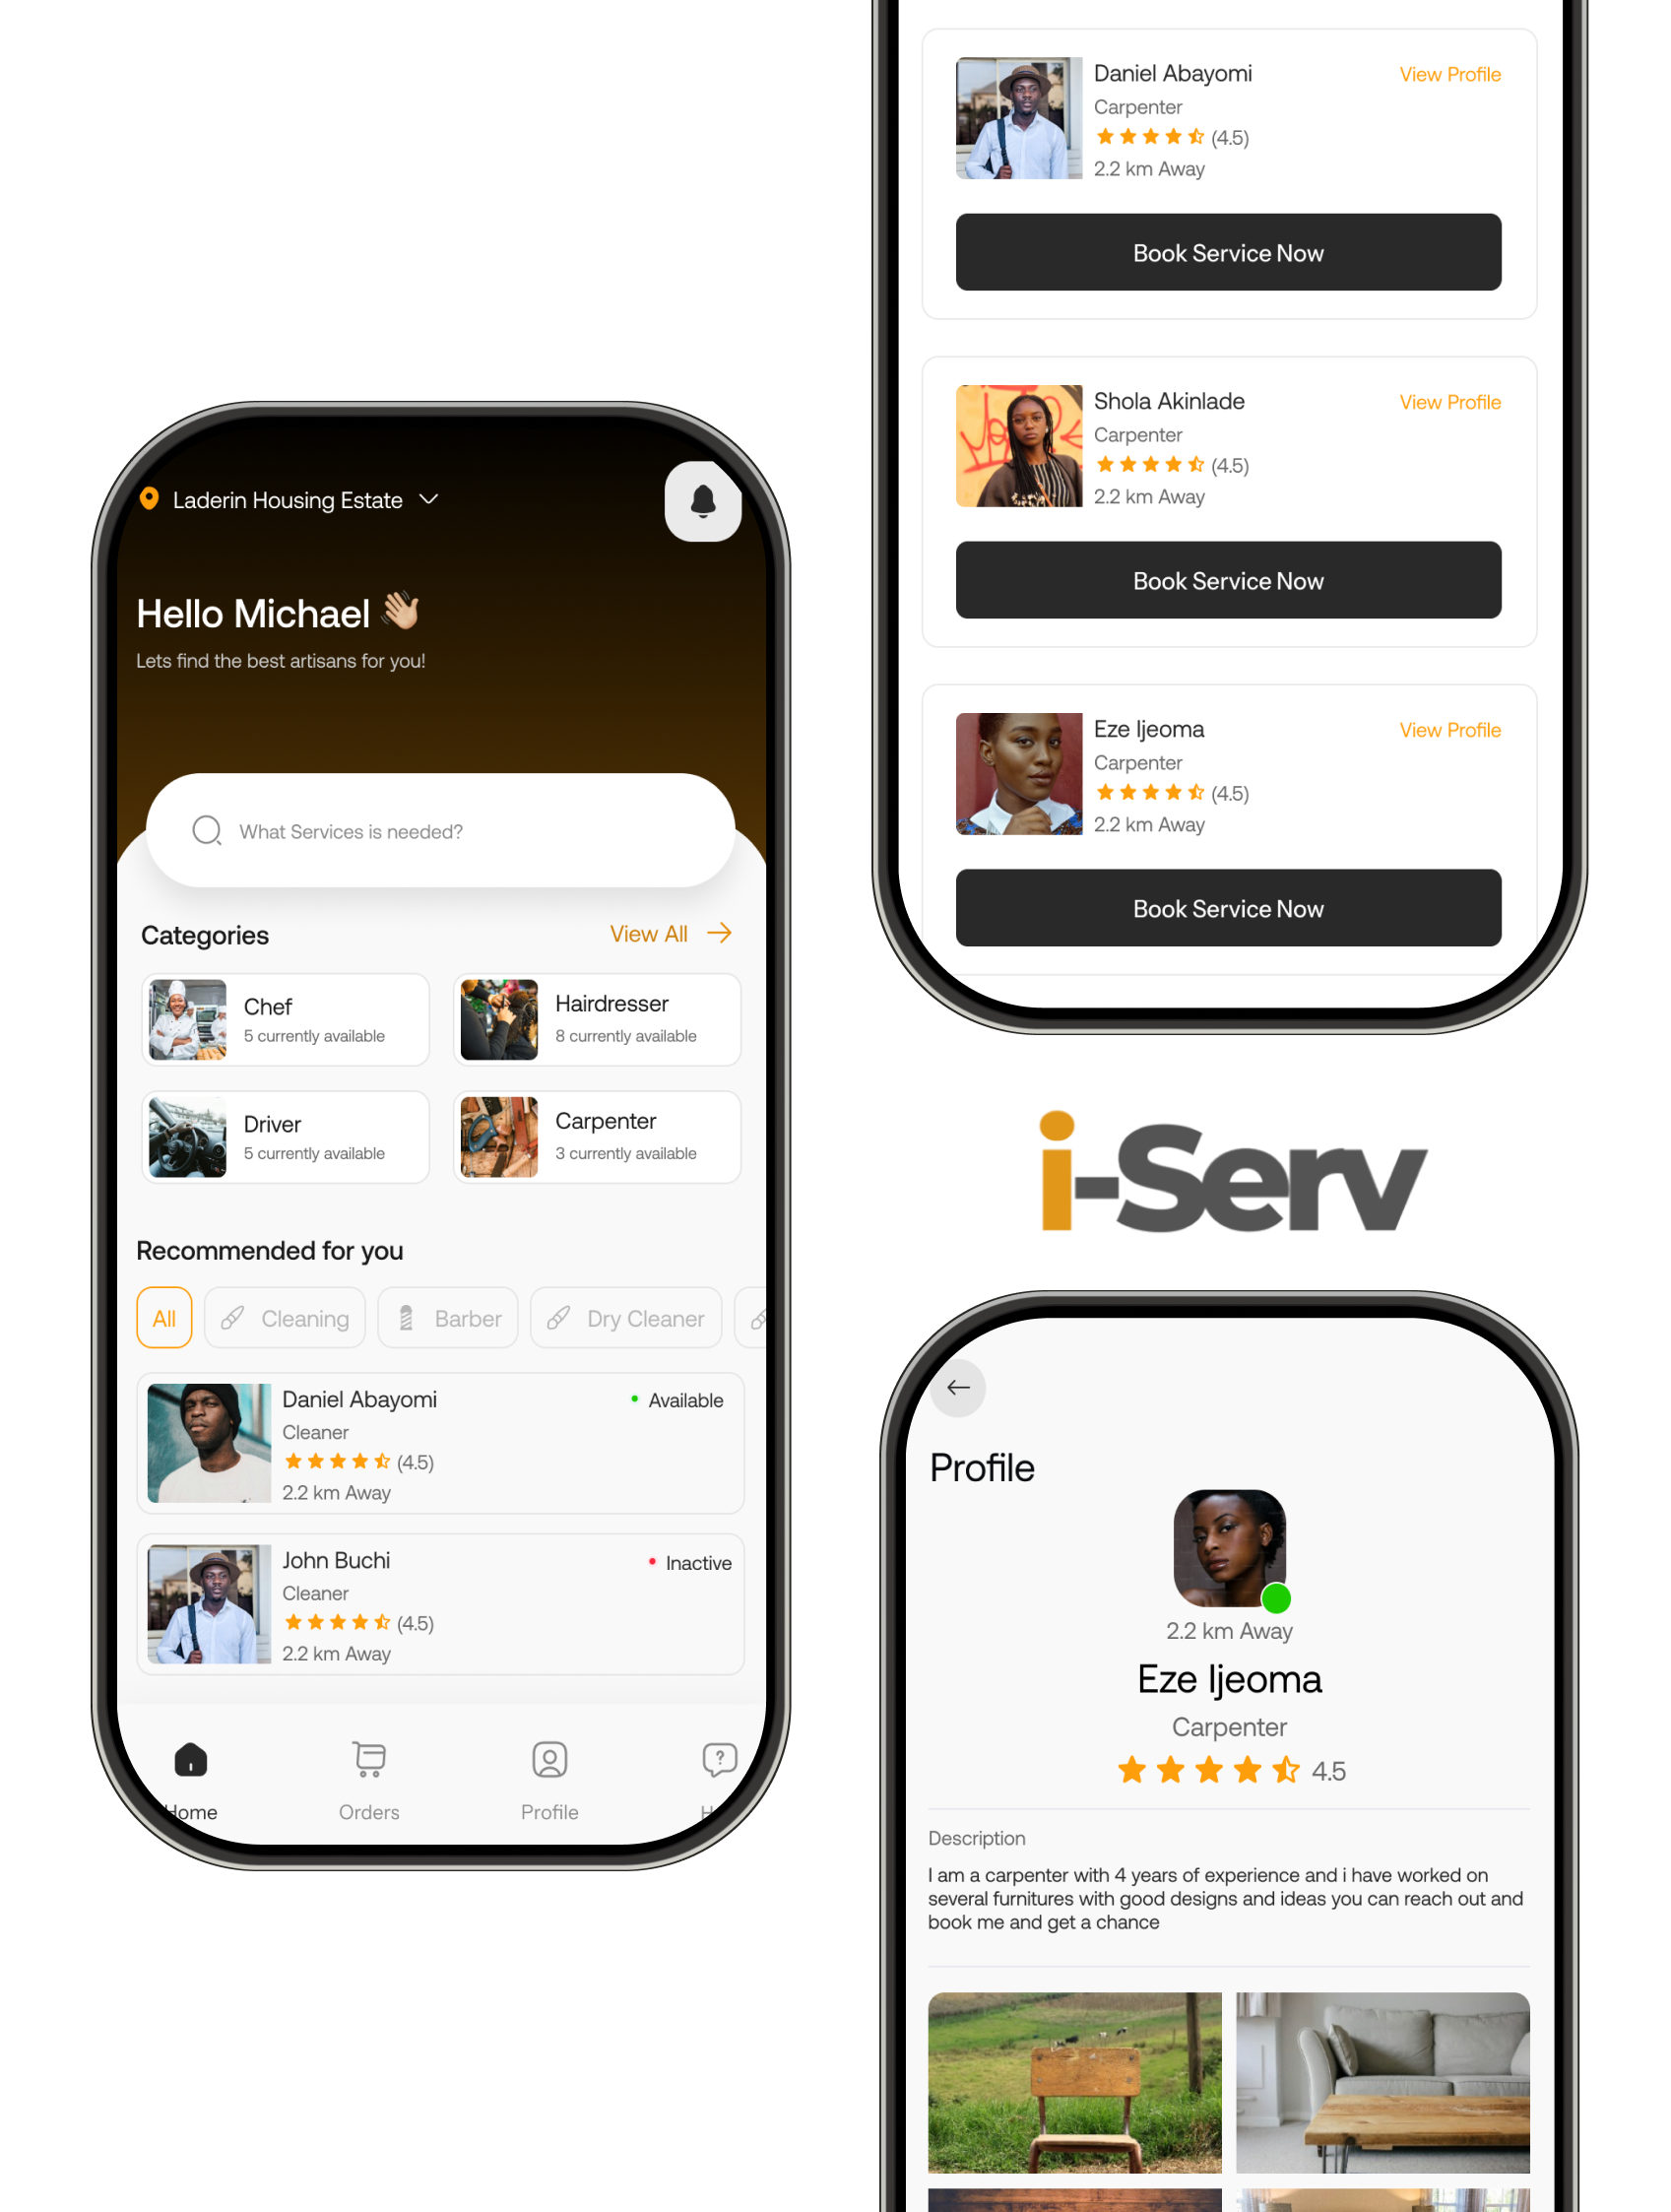 Laderin Housing Estate
Hello Michael 👋🏼
Lets find the best artisans for you!
What Services is needed?
Categories
View All
Chef
5 currently available
Hairdresser
8 currently available
Driver
5 currently available
Carpenter
3 currently available
Recommended for you
All
Cleaning
Barber
Dry Cleaner
Daniel Abayomi
Available
Cleaner
(4.5)
2.2 km Away
John Buchi
Inactive
Cleaner
(4.5)
2.2 km Away
Home
Orders
Profile
Daniel Abayomi
View Profile
Carpenter
(4.5)
2.2 km Away
Book Service Now
Shola Akinlade
View Profile
Carpenter
(4.5)
2.2 km Away
Book Service Now
Eze Ijeoma
View Profile
Carpenter
(4.5)
2.2 km Away
Book Service Now
i-Serv
Profile
2.2 km Away
Eze Ijeoma
Carpenter
4.5
Description
I am a carpenter with 4 years of experience and i have worked on
several furnitures with good designs and ideas you can reach out and
book me and get a chance